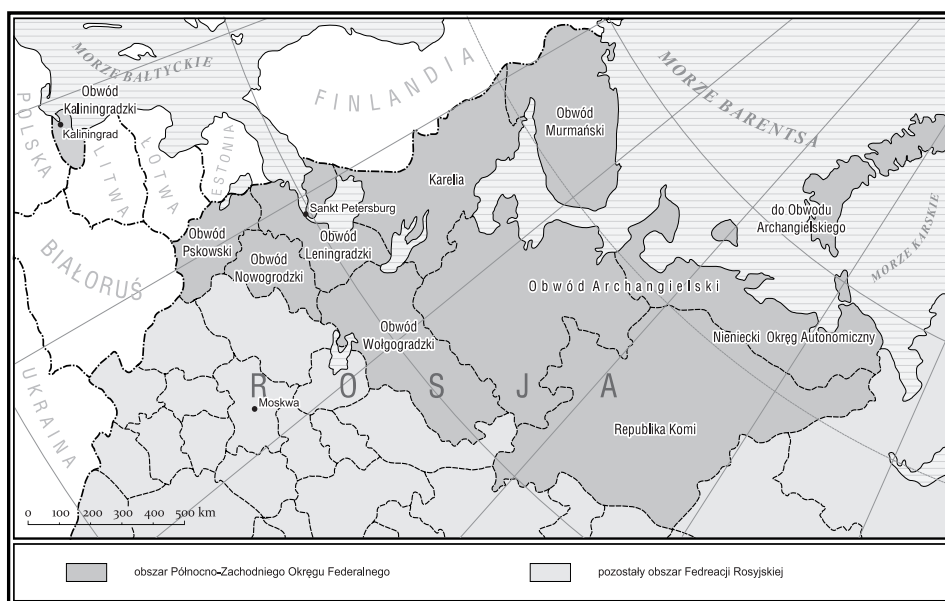 MORZE BAŁTYCKIE
FINLANDIA
MORZE BARENTSA
MORZE KARSKIE
POLSKA
Obwód
Kaliningradzki
Kaliningrad
LITWA
ŁOTWA
ESTONIA
Obwód
Murmański
Karelia
Sankt Petersburg
do Obwodu
Archangielskiego
Obwód
Pskowski
Obwód
Leningradzki
Obwód
Nowogrodzki
BIAŁORUŚ
Obwód Archangielski
Obwód
Wołgogradzki
Nieniecki Okręg Autonomiczny
ROSJA
Moskwa
UKRAINA
Republika Komi
0 100 200 300 400 500 km
obszar Północno-Zachodniego Okręgu Federalnego
pozostały obszar Fedreacji Rosyjskiej